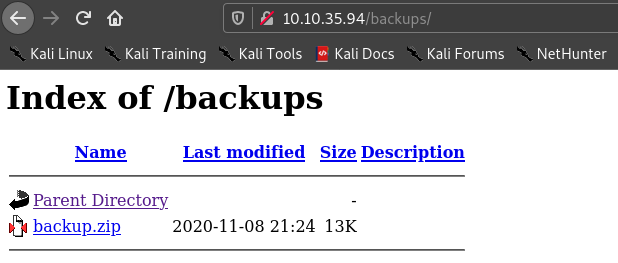 10.10.35.94/backups/
Kali Linux Kali Training Kali Tools Kali Docs Kali Forums NetHunter
Index of /backups
Name Last modified Size Description
Parent Directory -
backup.zip 2020-11-08 21:24 13K